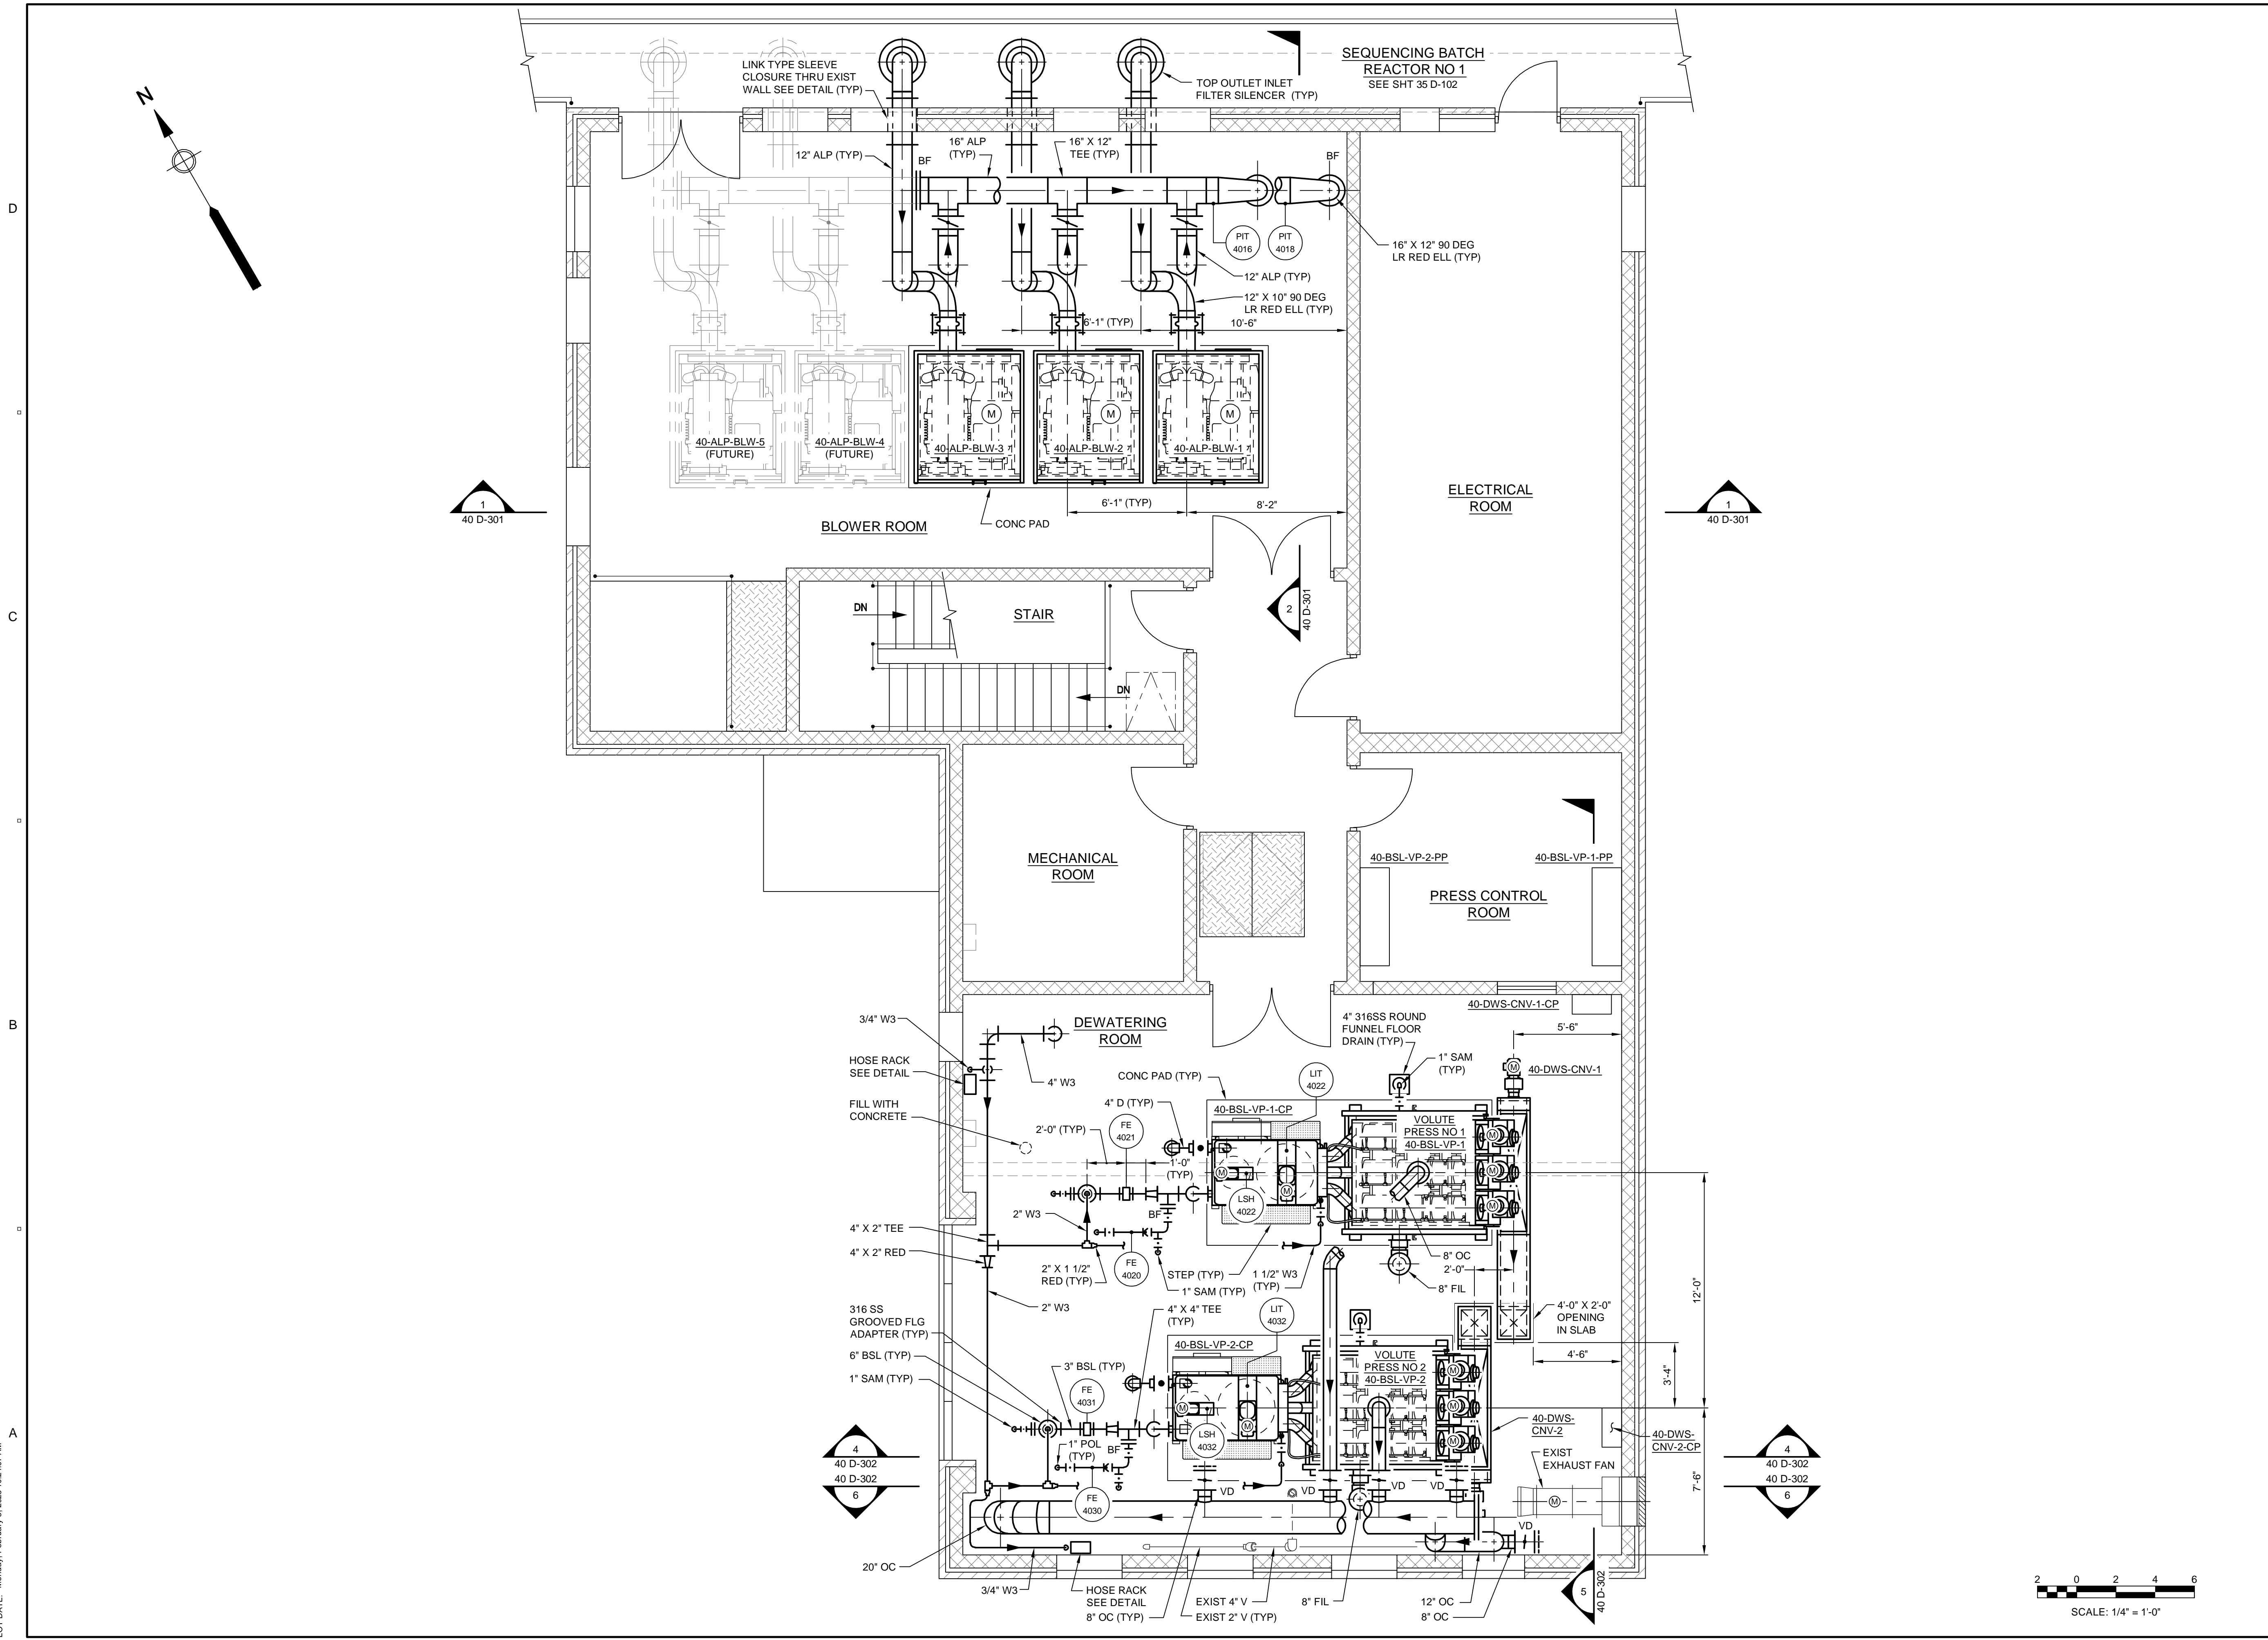 SEQUENCING BATCH
REACTOR NO 1
SEE SHT 35 D-102
LINK TYPE SLEEVE
CLOSURE THRU EXIST
WALL SEE DETAIL (TYP)
TOP OUTLET INLET
FILTER SILENCER (TYP)
N
12" ALP (TYP)
BF
16" ALP
(TYP)
16" X 12"
TEE (TYP)
BF
D
PIT
4016
PIT
4018
16" X 12" 90 DEG
LR RED ELL (TYP)
12" ALP (TYP)
12" X 10" 90 DEG
LR RED ELL (TYP)
6'-1" (TYP)
10'-6"
M
M
M
40-ALP-BLW-5
(FUTURE)
40-ALP-BLW-4
(FUTURE)
40-ALP-BLW-3
40-ALP-BLW-2
40-ALP-BLW-1
1
40 D-301
6'-1" (TYP)
8'-2"
ELECTRICAL
ROOM
1
40 D-301
BLOWER ROOM
CONC PAD
C
DN
STAIR
2
40 D-301
DN
MECHANICAL
ROOM
40-BSL-VP-2-PP
40-BSL-VP-1-PP
PRESS CONTROL
ROOM
40-DWS-CNV-1-CP
B
3/4" W3
DEWATERING
ROOM
4" 316SS ROUND
FUNNEL FLOOR
DRAIN (TYP)
5'-6"
HOSE RACK
SEE DETAIL
4" W3
CONC PAD (TYP)
LIT
4022
1" SAM
(TYP)
M
40-DWS-CNV-1
FILL WITH
CONCRETE
4" D (TYP)
40-BSL-VP-1-CP
VOLUTE
PRESS NO 1
40-BSL-VP-1
2'-0" (TYP)
FE
4021
1'-0"
(TYP)
M
M
M
M
M
LSH
4022
2" W3
BF
4" X 2" TEE
4" X 2" RED
2" X 1 1/2"
RED (TYP)
FE
4020
STEP (TYP)
1 1/2" W3
(TYP)
1" SAM (TYP)
8" OC
2'-0"
8" FIL
12'-0"
2" W3
316 SS
GROOVED FLG
ADAPTER (TYP)
4" X 4" TEE
(TYP)
LIT
4032
4'-0" X 2'-0"
OPENING
IN SLAB
40-BSL-VP-2-CP
VOLUTE
PRESS NO 2
40-BSL-VP-2
4'-6"
3'-4"
6" BSL (TYP)
3" BSL (TYP)
1" SAM (TYP)
FE
4031
M
M
M
M
M
LSH
4032
A
40-DWS-
CNV-2
40-DWS-
CNV-2-CP
4
40 D-302
40 D-302
6
1" POL
(TYP)
BF
EXIST
EXHAUST FAN
4
40 D-302
40 D-302
6
7'-6"
FE
4030
VD
VD
VD
VD
M
VD
20" OC
3/4" W3
HOSE RACK
SEE DETAIL
8" OC (TYP)
EXIST 4" V
EXIST 2" V (TYP)
8" FIL
12" OC
8" OC
5
40 D-302
2 0 2 4 6
SCALE: 1/4" = 1'-0"